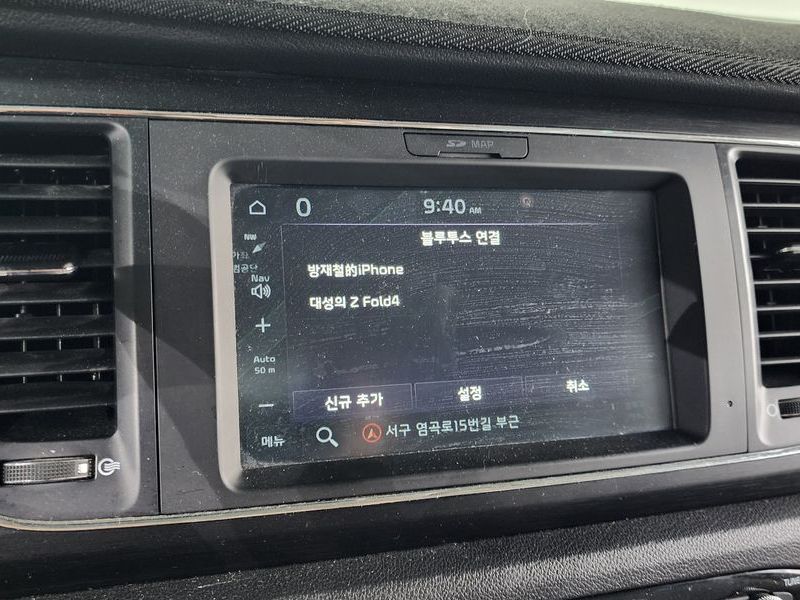 SD MAP
0
9:40 AM
NW
블루투스 연결
방재철的iPhone
대성의 Z Fold4
Nav
+
Auto
50 m
−
신규 추가
설정
취소
메뉴
서구 염곡로15번길 부근